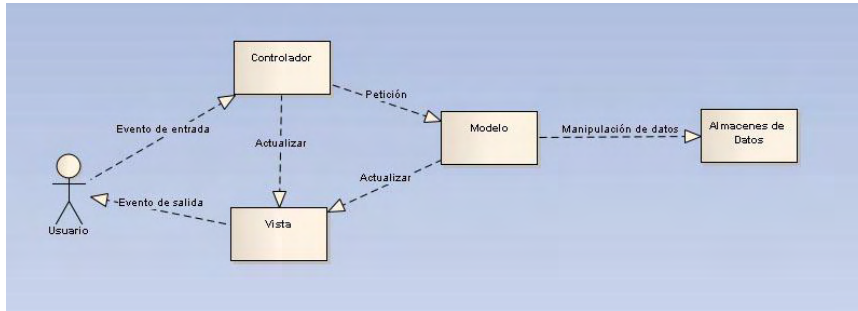 Controlador
Petición
Evento de entrada
Modelo
Manipulación de datos
Almacenes de
Datos
Actualizar
Actualizar
Evento de salida
Vista
Usuario